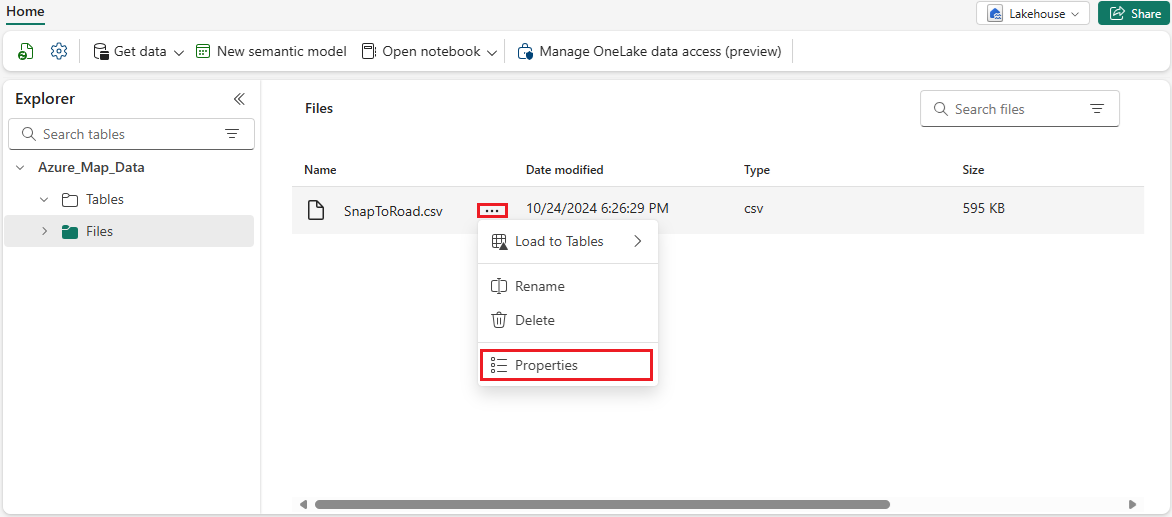 Home
Lakehouse
Share
Get data
New semantic model
Open notebook
Manage OneLake data access (preview)
Explorer
Search tables
Azure_Map_Data
Tables
Files
Files
Search files
Name
Date modified
Type
Size
SnapToRoad.csv
...
10/24/2024 6:26:29 PM
csv
595 KB
Load to Tables
Rename
Delete
Properties